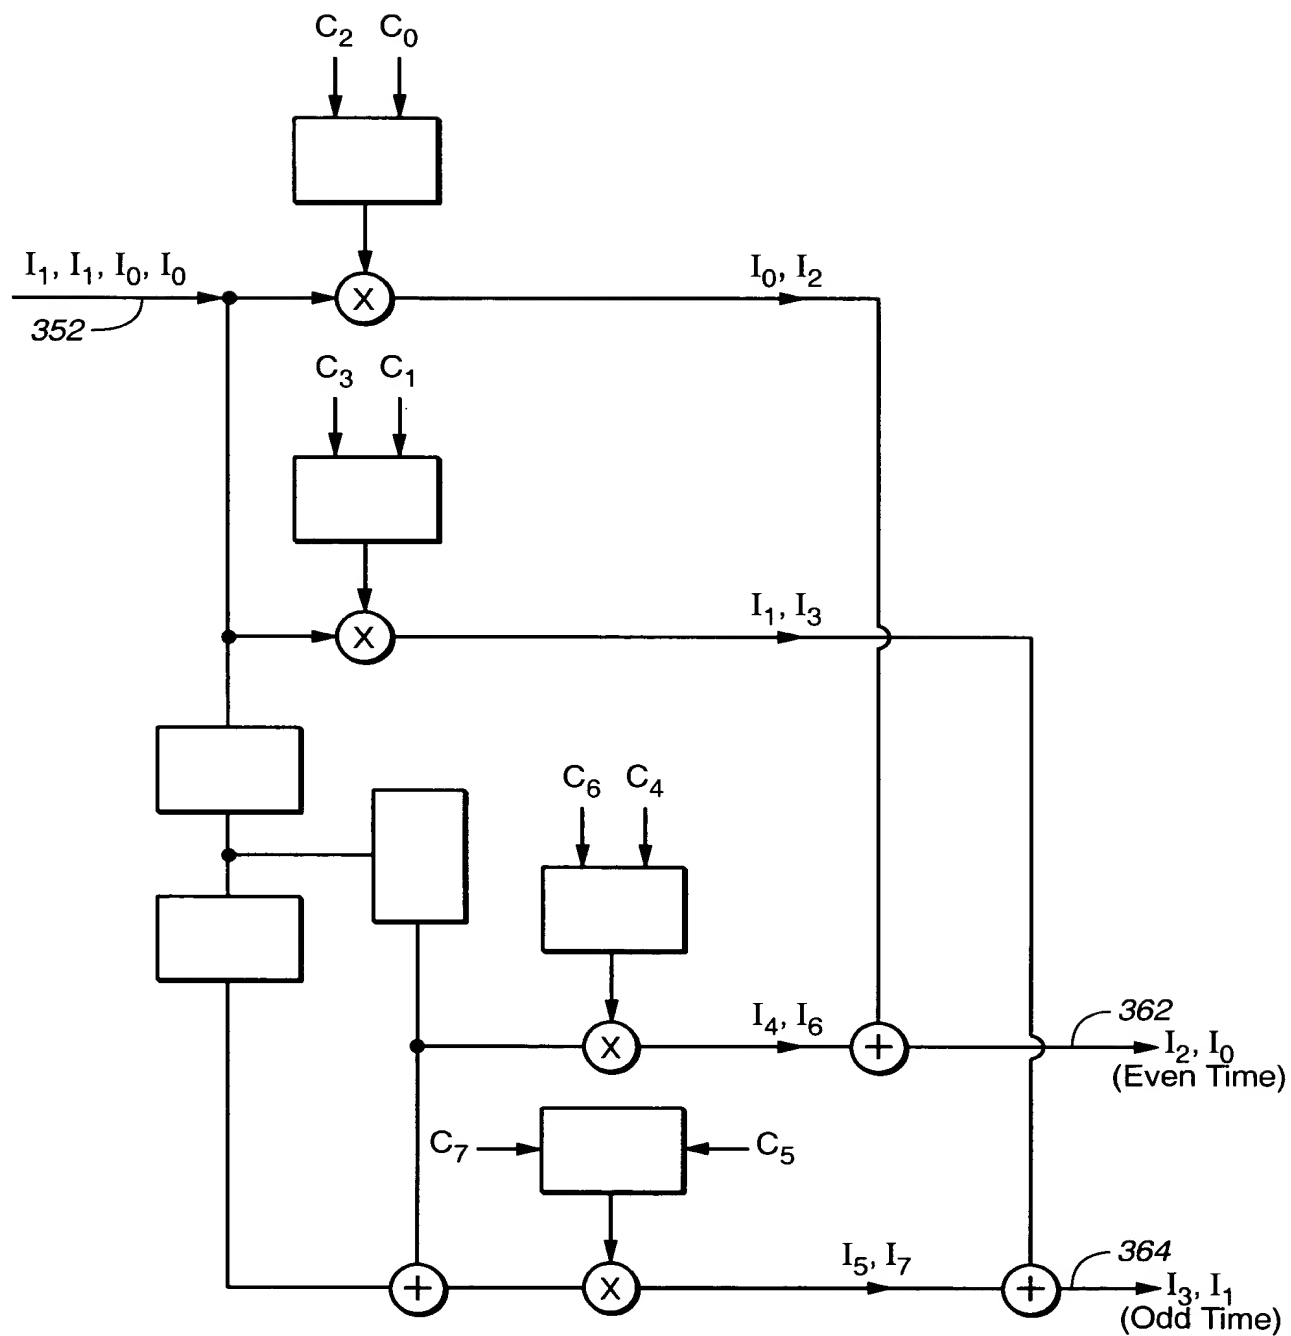 C₂ C₀
I₁, I₁, I₀, I₀
352
X
I₀, I₂
C₃ C₁
X
I₁, I₃
C₆ C₄
X
I₄, I₆
+
362
I₂, I₀
(Even Time)
C₇ C₅
+
X
I₅, I₇
+
364
I₃, I₁
(Odd Time)